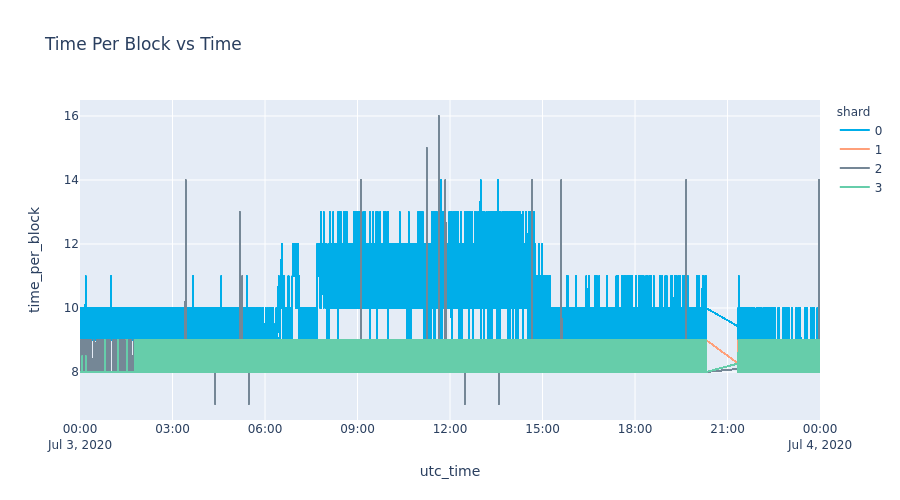 Time Per Block vs Time
shard
0
1
2
3
time_per_block
16
14
12
10
8
00:00 03:00 06:00 09:00 12:00 15:00 18:00 21:00 00:00
Jul 3, 2020 Jul 4, 2020
utc_time